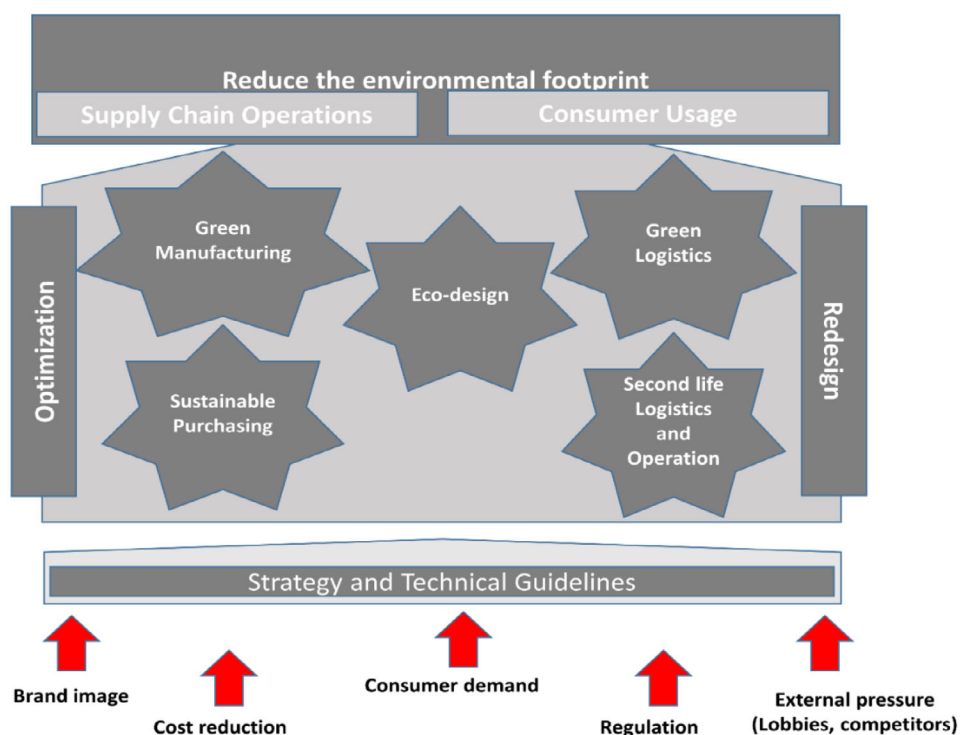 Reduce the environmental footprint
Supply Chain Operations
Consumer Usage
Optimization
Green
Manufacturing
Eco-design
Green
Logistics
Sustainable
Purchasing
Second life
Logistics
and
Operation
Redesign
Strategy and Technical Guidelines
Brand image
Cost reduction
Consumer demand
Regulation
External pressure
(Lobbies, competitors)